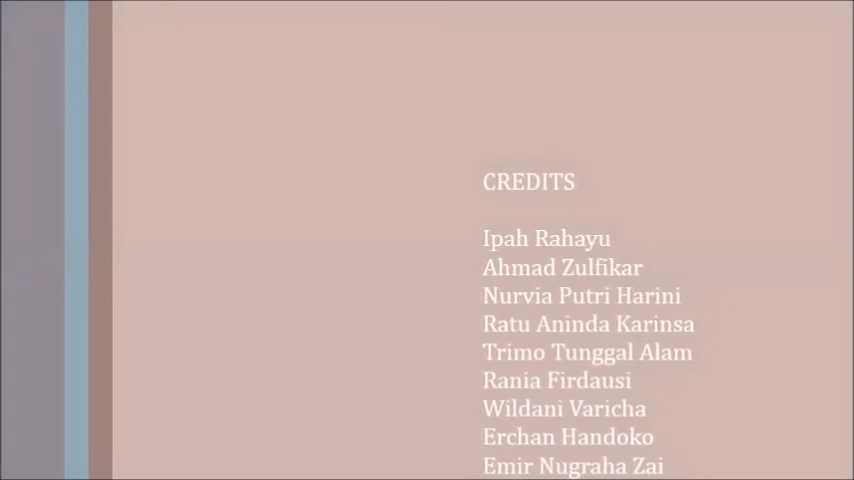 CREDITS
Ipah Rahayu
Ahmad Zulfikar
Nurvia Putri Harini
Ratu Aninda Karinsa
Trimo Tunggal Alam
Rania Firdausi
Wildani Varicha
Erchan Handoko
Emir Nugraha Zai